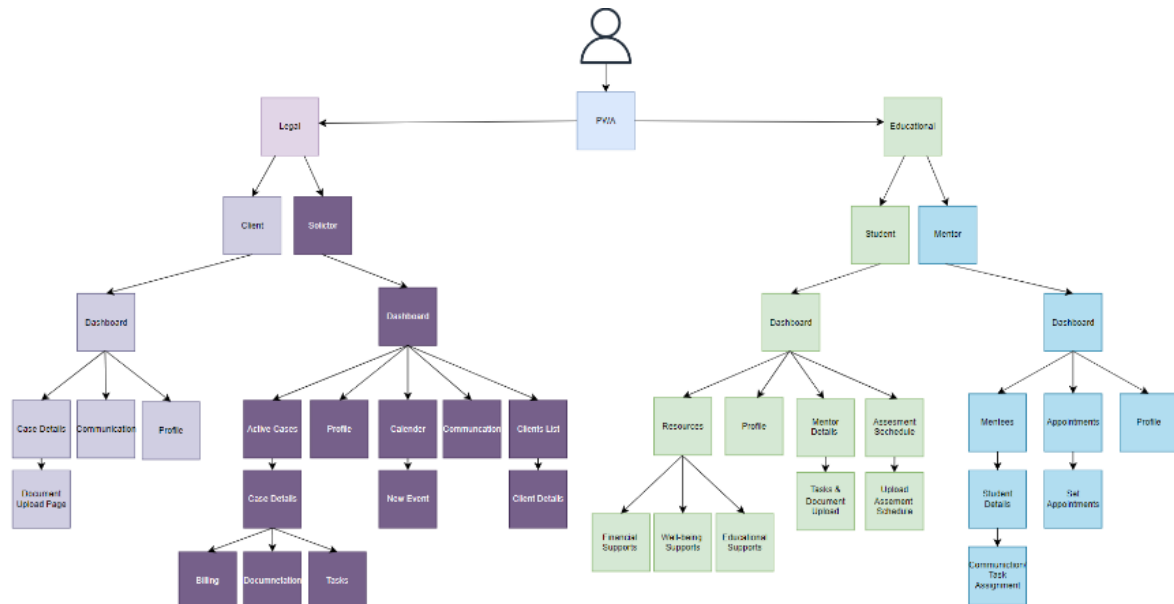 PWA
Legal
Educational
Client
Solictor
Student
Mentor
Dashboard
Dashboard
Dashboard
Dashboard
Case Details
Communication
Profile
Active Cases
Profile
Calender
Communcation
Clients List
Resources
Profile
Mentor
Details
Assesment
Schedule
Mentees
Appointments
Profile
Document
Upload Page
Case Details
New Event
Client Details
Tasks &
Document
Upload
Upload
Assesment
Schedule
Student
Details
Set
Appointments
Financial
Supports
Well-being
Supports
Educational
Supports
Billing
Documnetation
Tasks
Communiction/
Task
Assignment